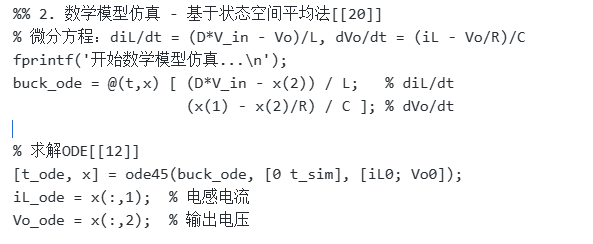 %% 2. 数学模型仿真 - 基于状态空间平均法[[20]]
% 微分方程：diL/dt = (D*V_in - Vo)/L, dVo/dt = (iL - Vo/R)/C
fprintf('开始数学模型仿真...\n');
buck_ode = @(t,x) [ (D*V_in - x(2)) / L;   % diL/dt
                    (x(1) - x(2)/R) / C ]; % dVo/dt
% 求解ODE[[12]]
[t_ode, x] = ode45(buck_ode, [0 t_sim], [iL0; Vo0]);
iL_ode = x(:,1);  % 电感电流
Vo_ode = x(:,2);  % 输出电压